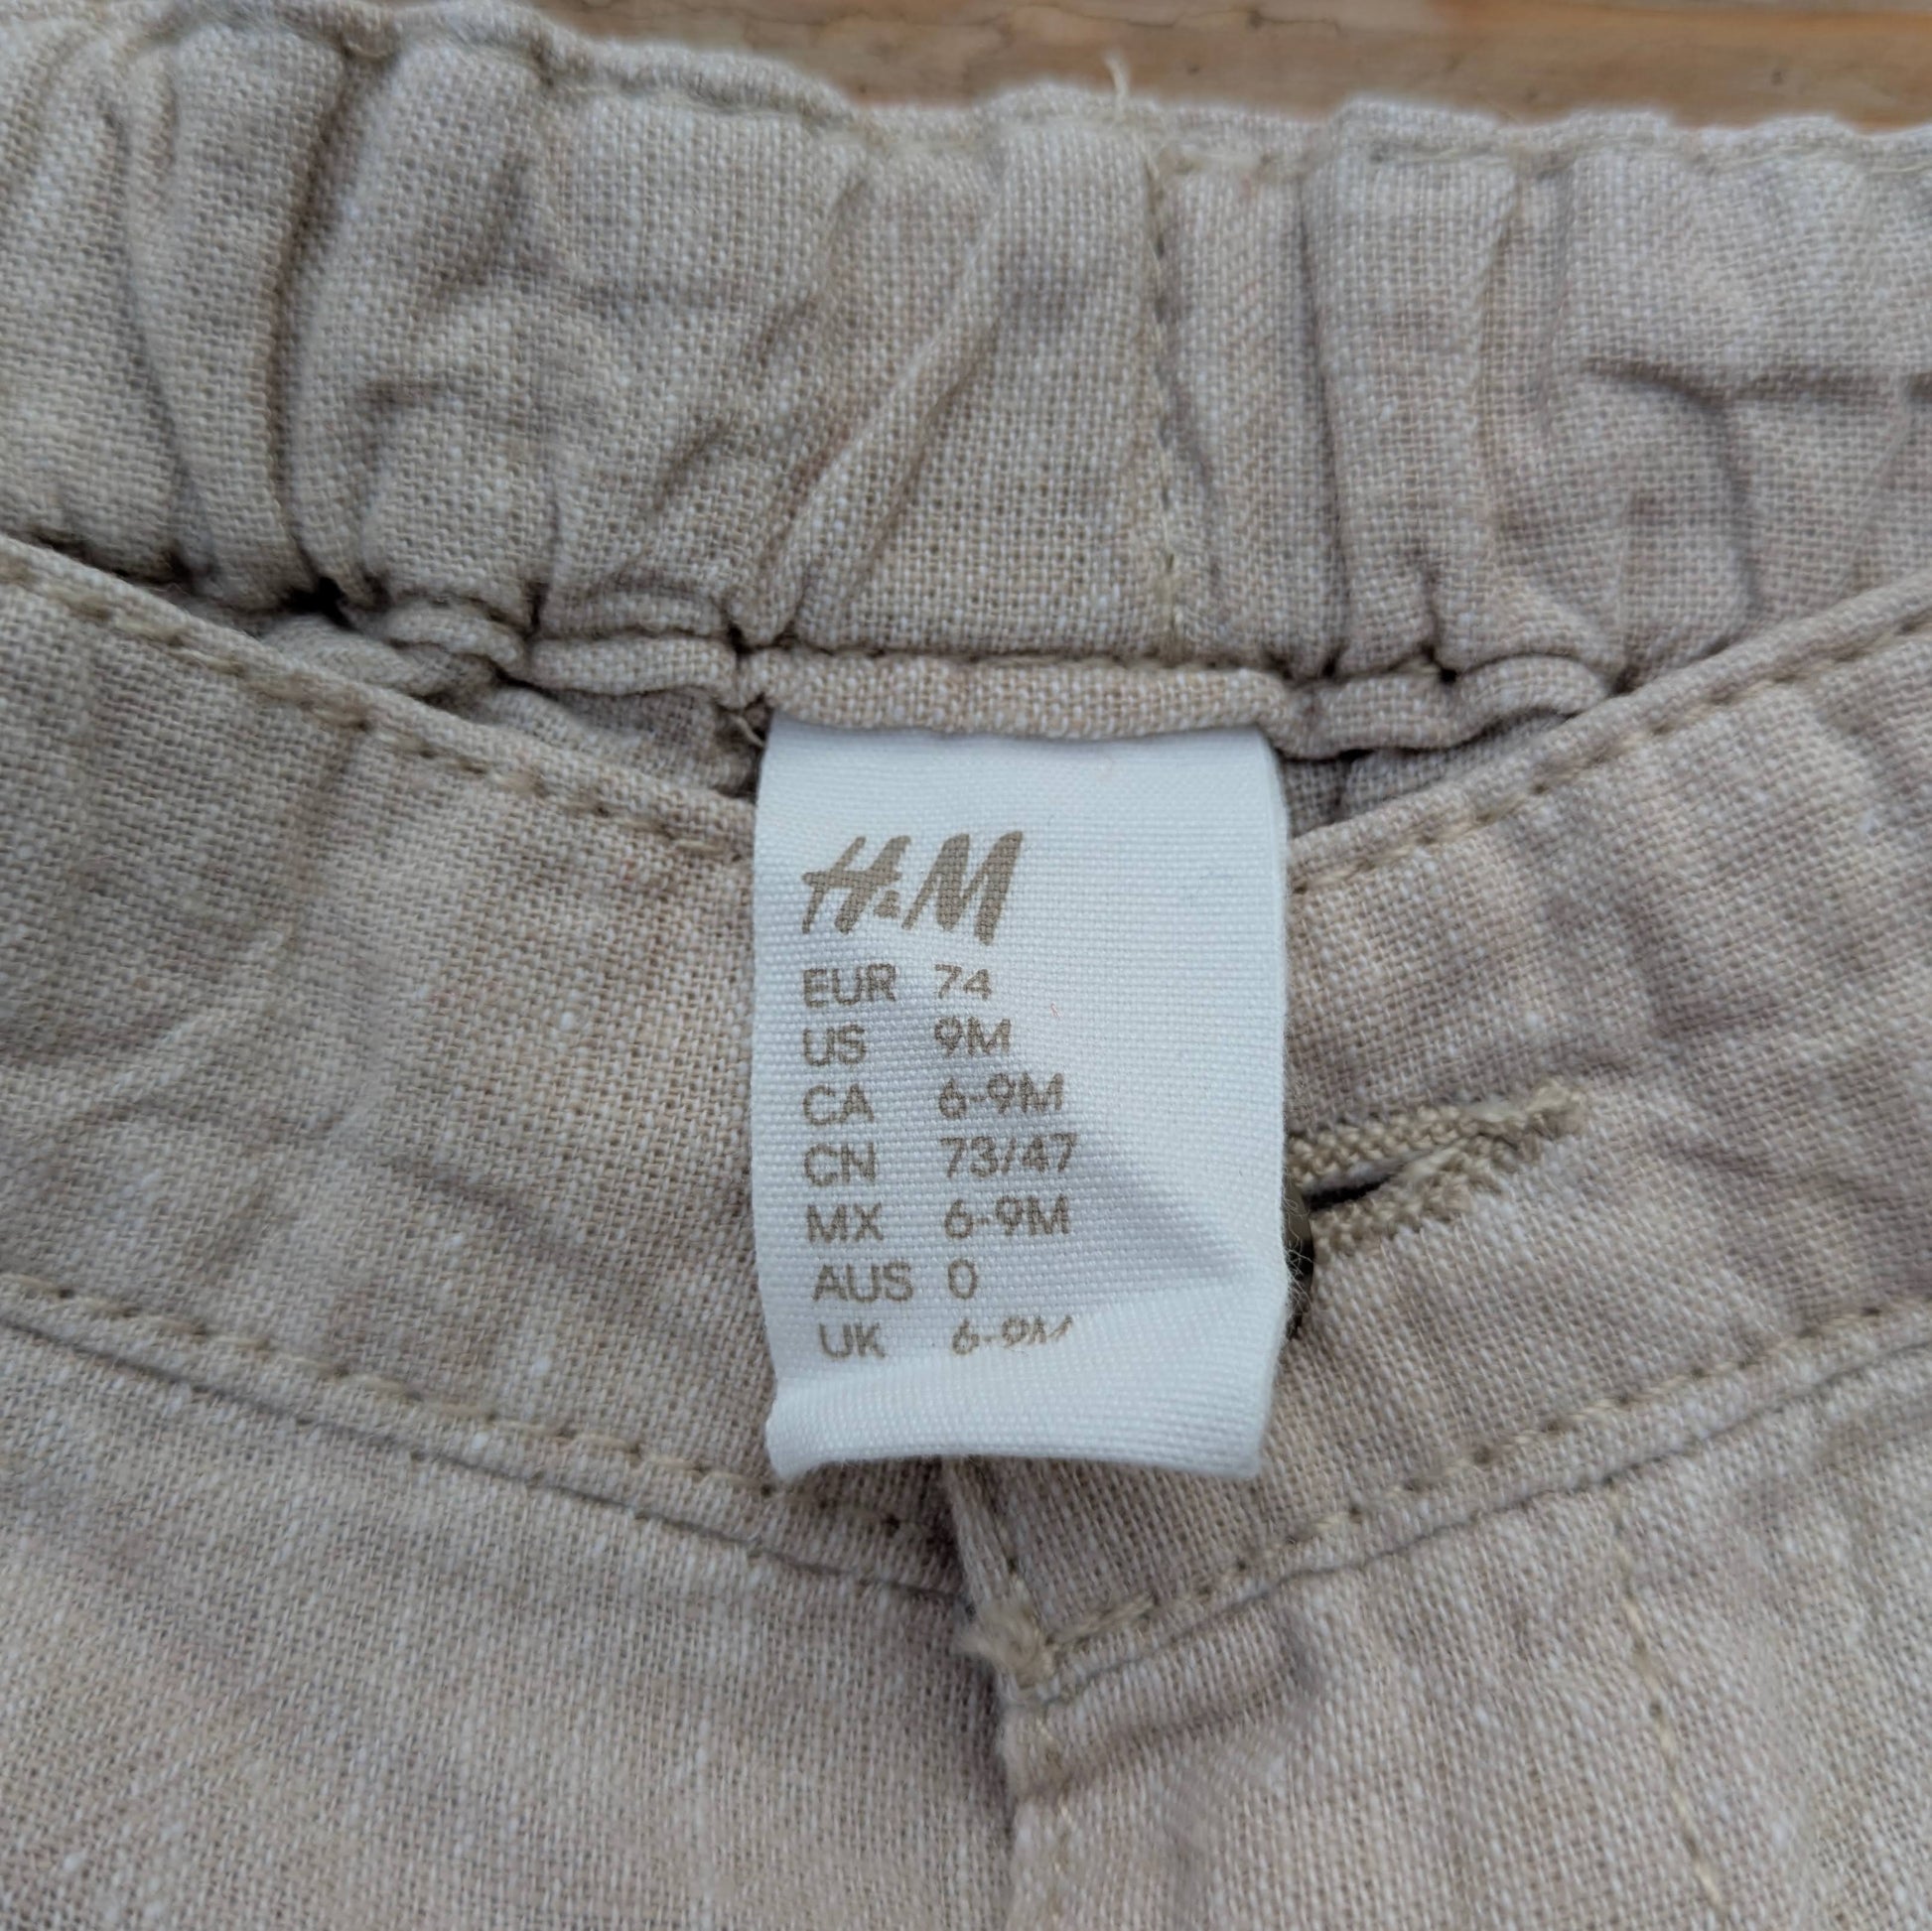 H&M
EUR 74
US 9M
CA 6-9M
CN 73/47
MX 6-9M
AUS 0
UK 6-9M